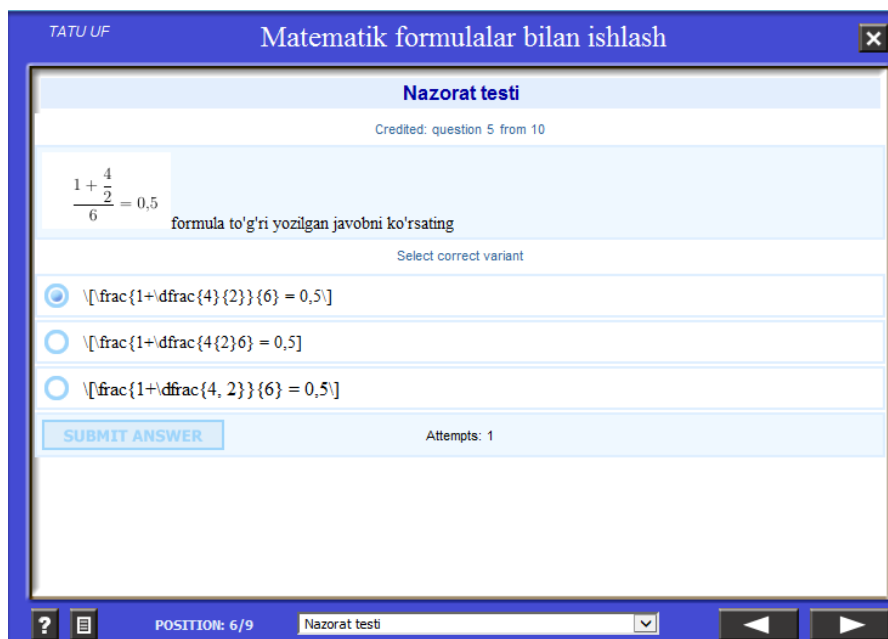 TATU UF
Matematik formulalar bilan ishlash
Nazorat testi
Credited: question 5 from 10
\frac{1+\dfrac{4}{2}}{6} = 0,5
formula to'g'ri yozilgan javobni ko'rsating
Select correct variant
\[\frac{1+\dfrac{4}{2}}{6} = 0,5\]
\[\frac{1+\dfrac{4{2}6} = 0,5]
\[\frac{1+\dfrac{4, 2}}{6} = 0,5\]
SUBMIT ANSWER
Attempts: 1
?
POSITION: 6/9
Nazorat testi